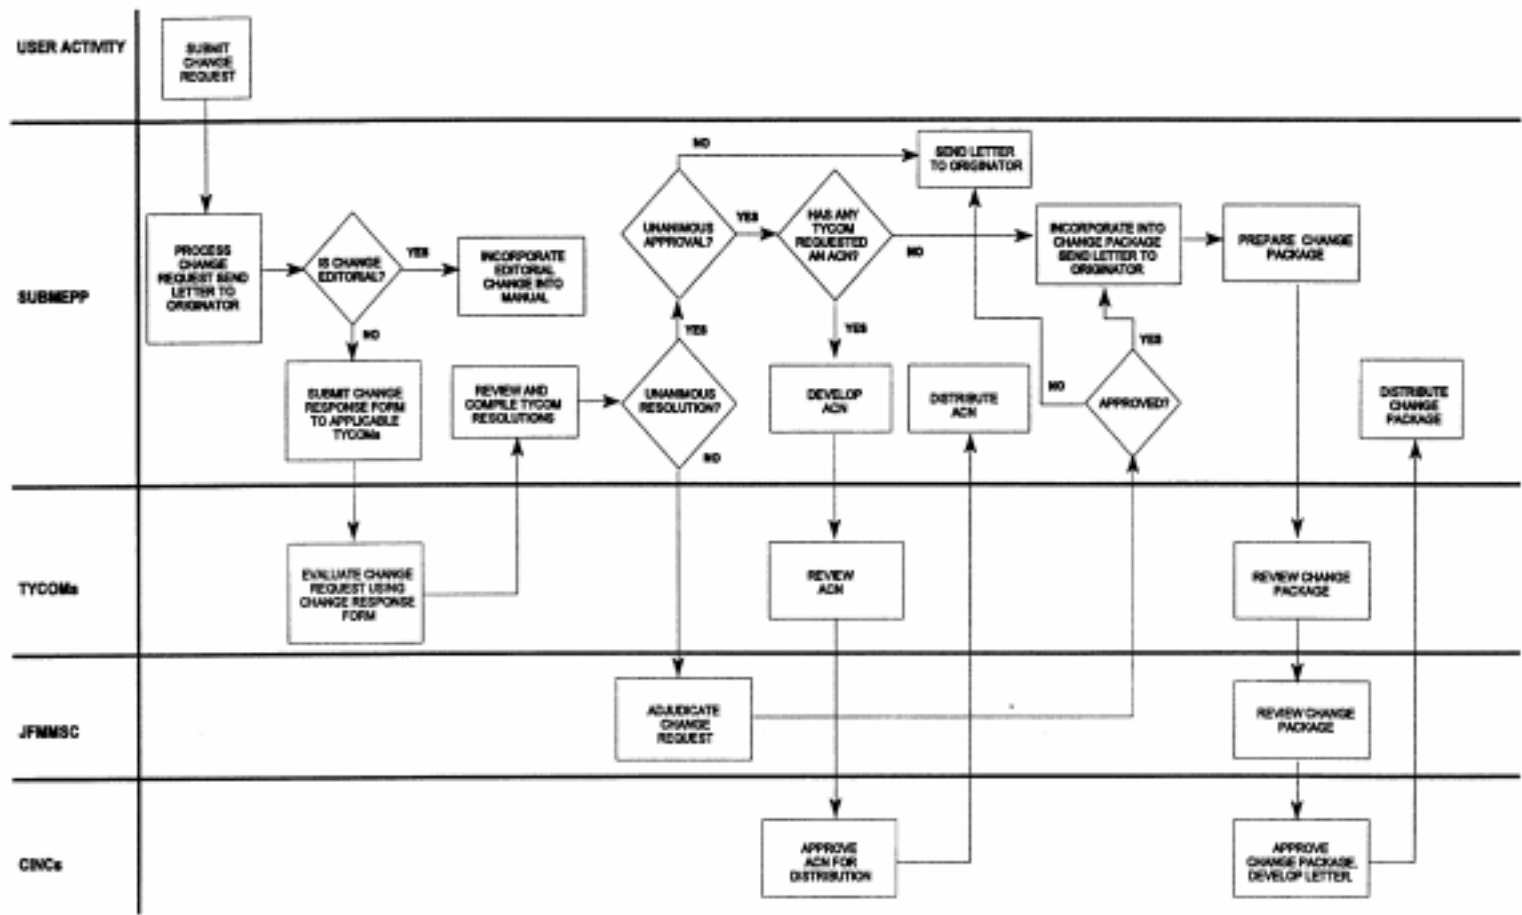 USER ACTIVITY
SUBMIT
CHANGE
REQUEST
SUBMEPP
PROCESS
CHANGE
REQUEST SEND
LETTER TO
ORIGINATOR
IS CHANGE
EDITORIAL?
YES
INCORPORATE
EDITORIAL
CHANGE INTO
MANUAL
NO
SUBMIT CHANGE
RESPONSE FORM
TO APPLICABLE
TYCOMs
REVIEW AND
COMPILE TYCOM
RESOLUTIONS
UNANIMOUS
RESOLUTION?
YES
NO
UNANIMOUS
APPROVAL?
NO
YES
SEND LETTER
TO ORIGINATOR
HAS ANY
TYCOM
REQUESTED
AN ACN?
NO
YES
DEVELOP
ACN
DISTRIBUTE
ACN
INCORPORATE INTO
CHANGE PACKAGE
SEND LETTER TO
ORIGINATOR
YES
NO
APPROVED?
PREPARE CHANGE
PACKAGE
DISTRIBUTE
CHANGE
PACKAGE
TYCOMs
EVALUATE CHANGE
REQUEST USING
CHANGE RESPONSE
FORM
REVIEW
ACN
REVIEW CHANGE
PACKAGE
JFMMSC
ADJUDICATE
CHANGE
REQUEST
REVIEW CHANGE
PACKAGE
CINCs
APPROVE
ACN FOR
DISTRIBUTION
APPROVE
CHANGE PACKAGE.
DEVELOP LETTER.